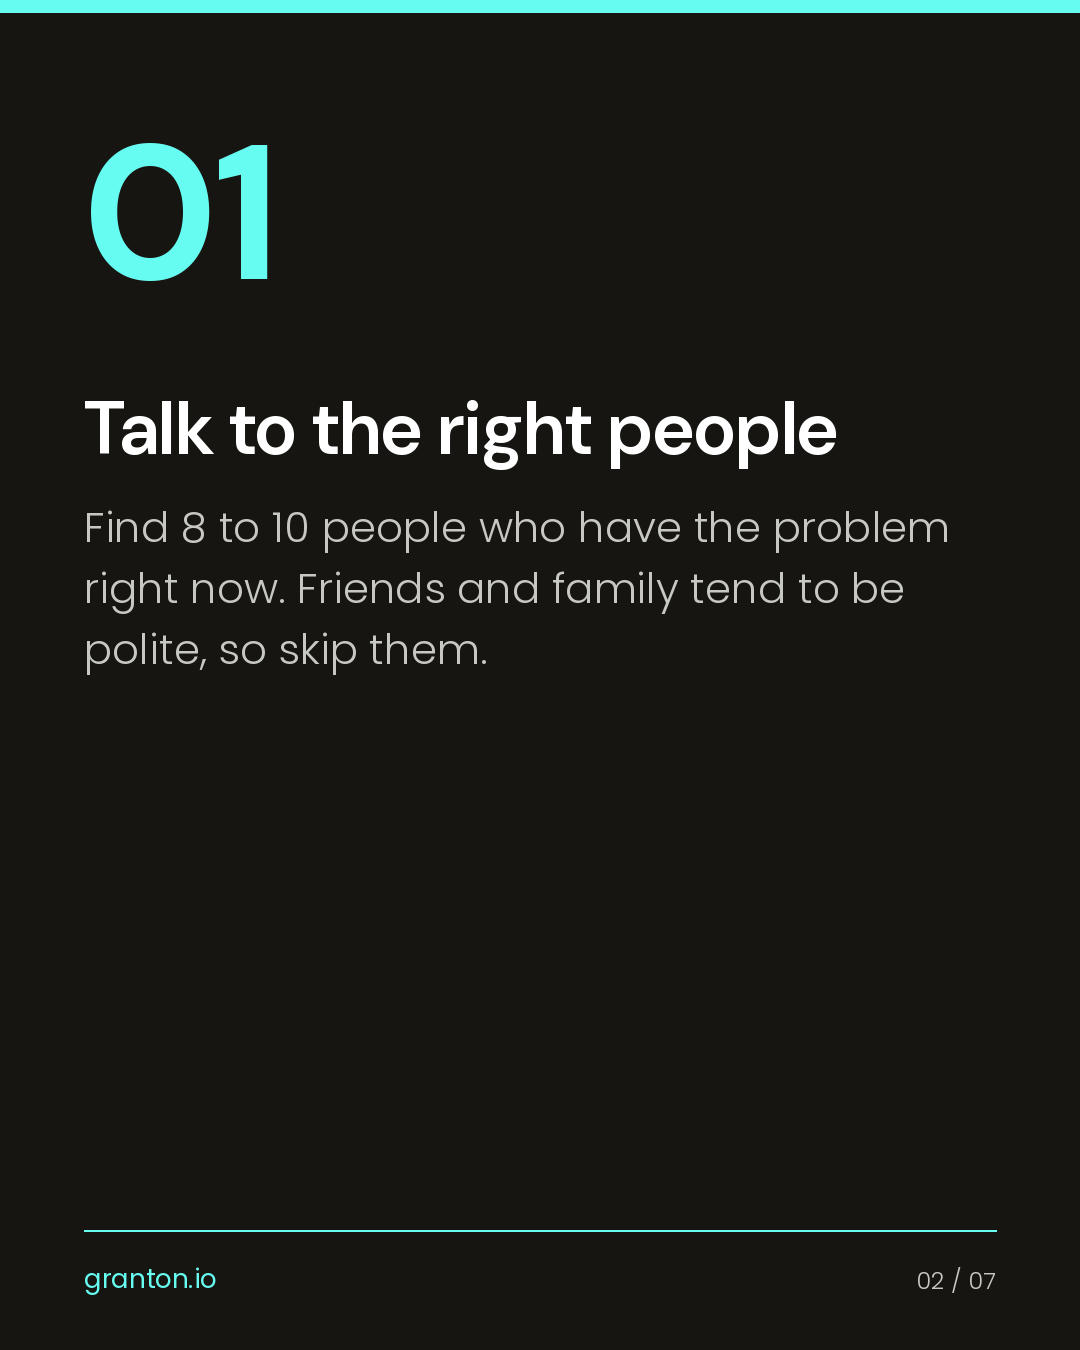 01
Talk to the right people
Find 8 to 10 people who have the problem
right now. Friends and family tend to be
polite, so skip them.
granton.io
02 / 07